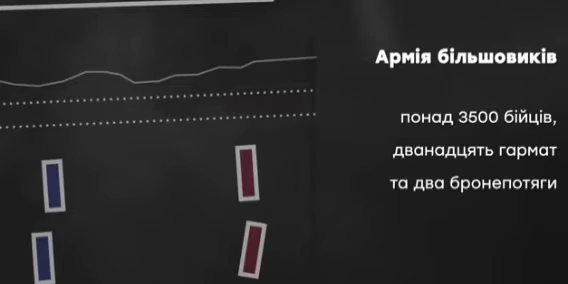 Армія більшовиків
понад 3500 бійців,
дванадцять гармат
та два бронепотяги